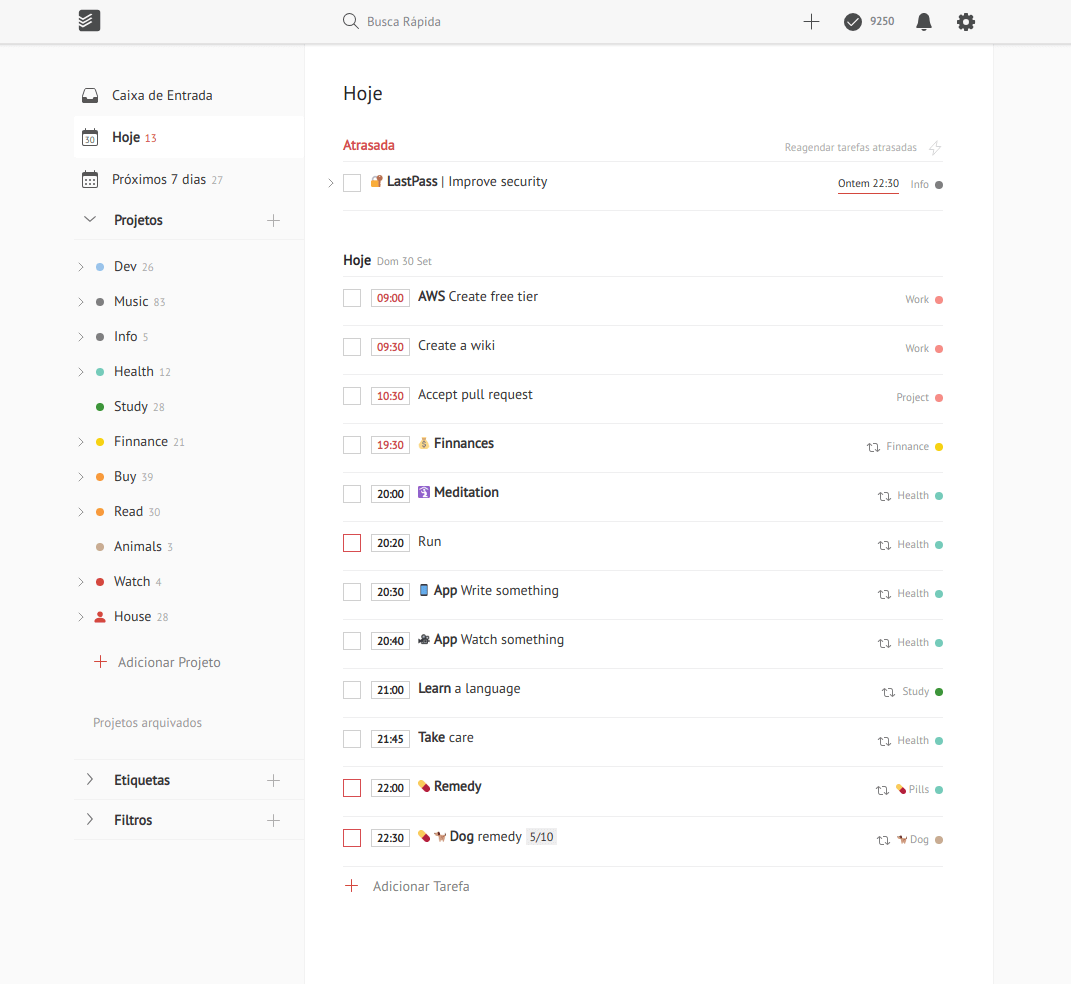 Busca Rápida
9250
Caixa de Entrada
30 Hoje 13
Próximos 7 dias 27
Projetos
Dev 26
Music 83
Info 5
Health 12
Study 28
Finnance 21
Buy 39
Read 30
Animals 3
Watch 4
House 28
Adicionar Projeto
Projetos arquivados
Etiquetas
Filtros
Hoje
Atrasada Reagendar tarefas atrasadas
LastPass | Improve security Ontem 22:30 Info
Hoje Dom 30 Set
09:00 AWS Create free tier Work
09:30 Create a wiki Work
10:30 Accept pull request Project
19:30 Finnances Finnance
20:00 Meditation Health
20:20 Run Health
20:30 App Write something Health
20:40 App Watch something Health
21:00 Learn a language Study
21:45 Take care Health
22:00 Remedy Pills
22:30 Dog remedy 5/10 Dog
Adicionar Tarefa